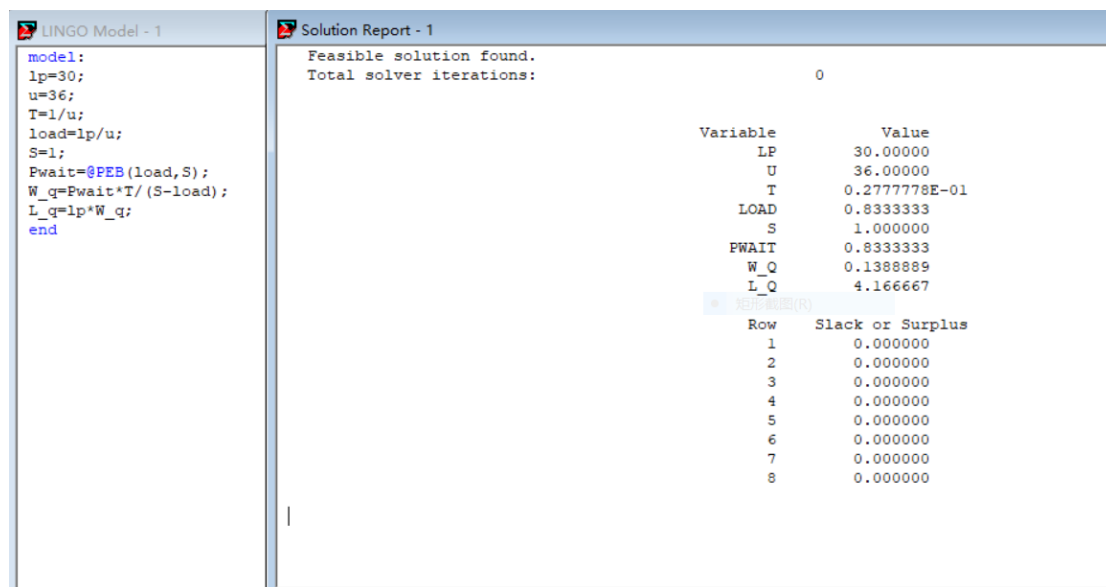 LINGO Model - 1
model:
lp=30;
u=36;
T=1/u;
load=lp/u;
S=1;
Pwait=@PEB(load,S);
W_q=Pwait*T/(S-load);
L_q=lp*W_q;
end
Solution Report - 1
Feasible solution found.
Total solver iterations: 0
Variable Value
LP 30.00000
U 36.00000
T 0.2777778E-01
LOAD 0.8333333
S 1.000000
PWAIT 0.8333333
W_Q 0.1388889
L_Q 4.166667
矩形截图(R)
Row Slack or Surplus
1 0.000000
2 0.000000
3 0.000000
4 0.000000
5 0.000000
6 0.000000
7 0.000000
8 0.000000